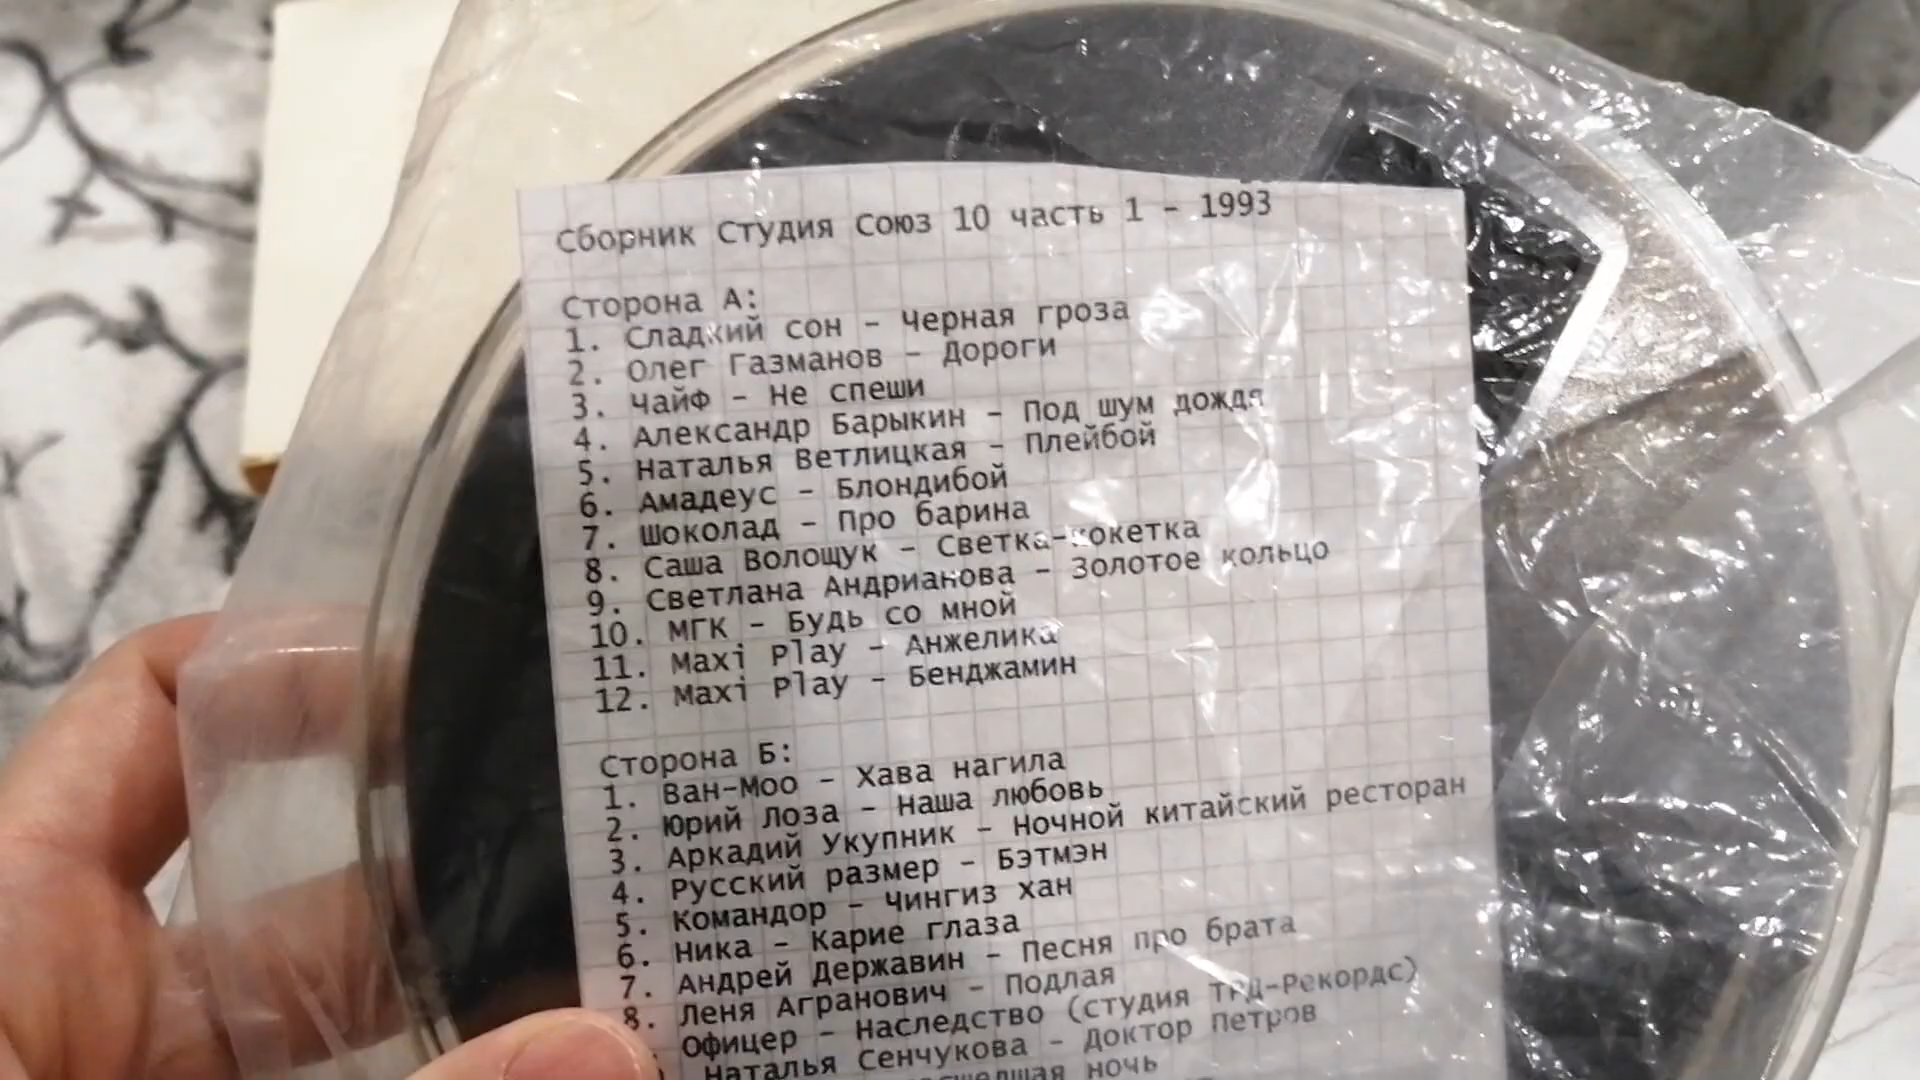 Сборник Студия Союз 10 часть 1 - 1993
Сторона А:
1. Сладкий сон - Черная гроза
2. Олег Газманов - Дороги
3. Чайф - Не спеши
4. Александр Барыкин - Под шум дождя
5. Наталья Ветлицкая - Плейбой
6. Амадеус - Блондибой
7. Шоколад - Про барина
8. Саша Волощук - Светка-кокетка
9. Светлана Андрианова - Золотое кольцо
10. МГК - Будь со мной
11. Maxi Play - Анжелика
12. Maxi Play - Бенджамин
Сторона Б:
1. Ван-Моо - Хава нагила
2. Юрий Лоза - Наша любовь
3. Аркадий Укупник - Ночной китайский ресторан
4. Русский размер - Бэтмэн
5. Командор - Чингиз хан
6. Ника - Карие глаза
7. Андрей Державин - Песня про брата
8. Леня Агранович - Подлая
Офицер - Наследство (студия ТРД-Рекордс)
Наталья Сенчукова - Доктор Петров
ночь